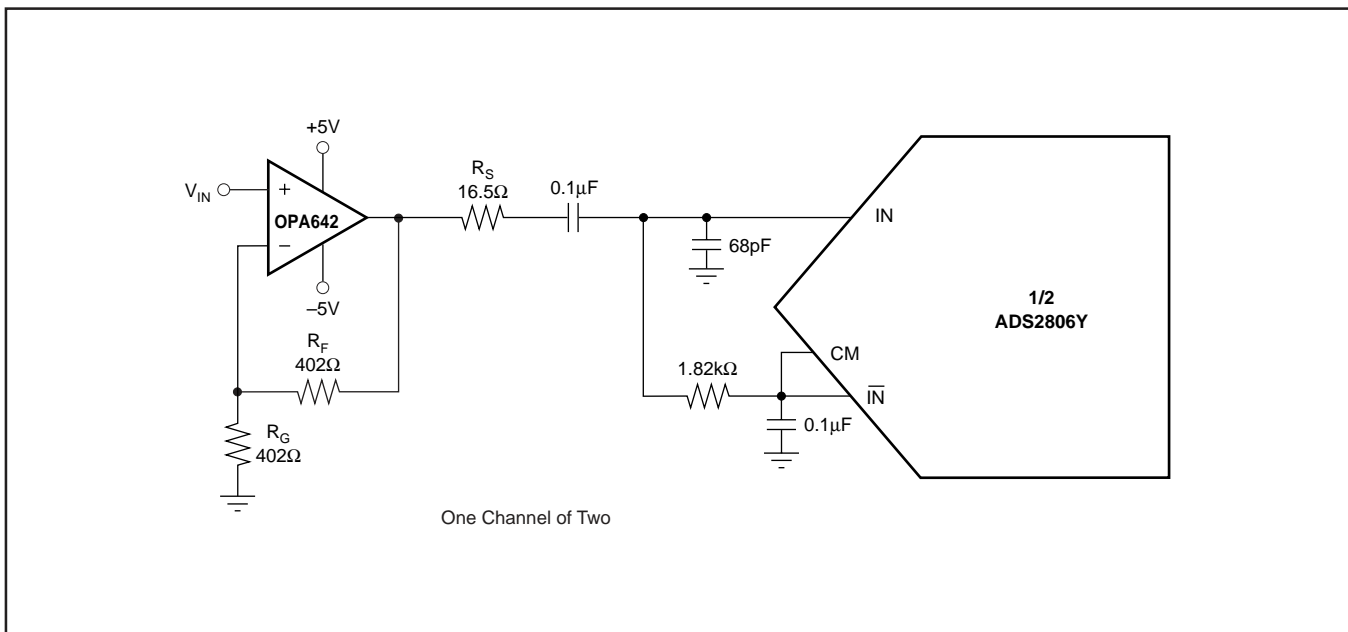 +5V
V_IN
+
OPA642
−
–5V
R_S
16.5Ω
0.1μF
68pF
IN
1/2
ADS2806Y
CM
I̅N̅
1.82kΩ
0.1μF
R_F
402Ω
R_G
402Ω
One Channel of Two